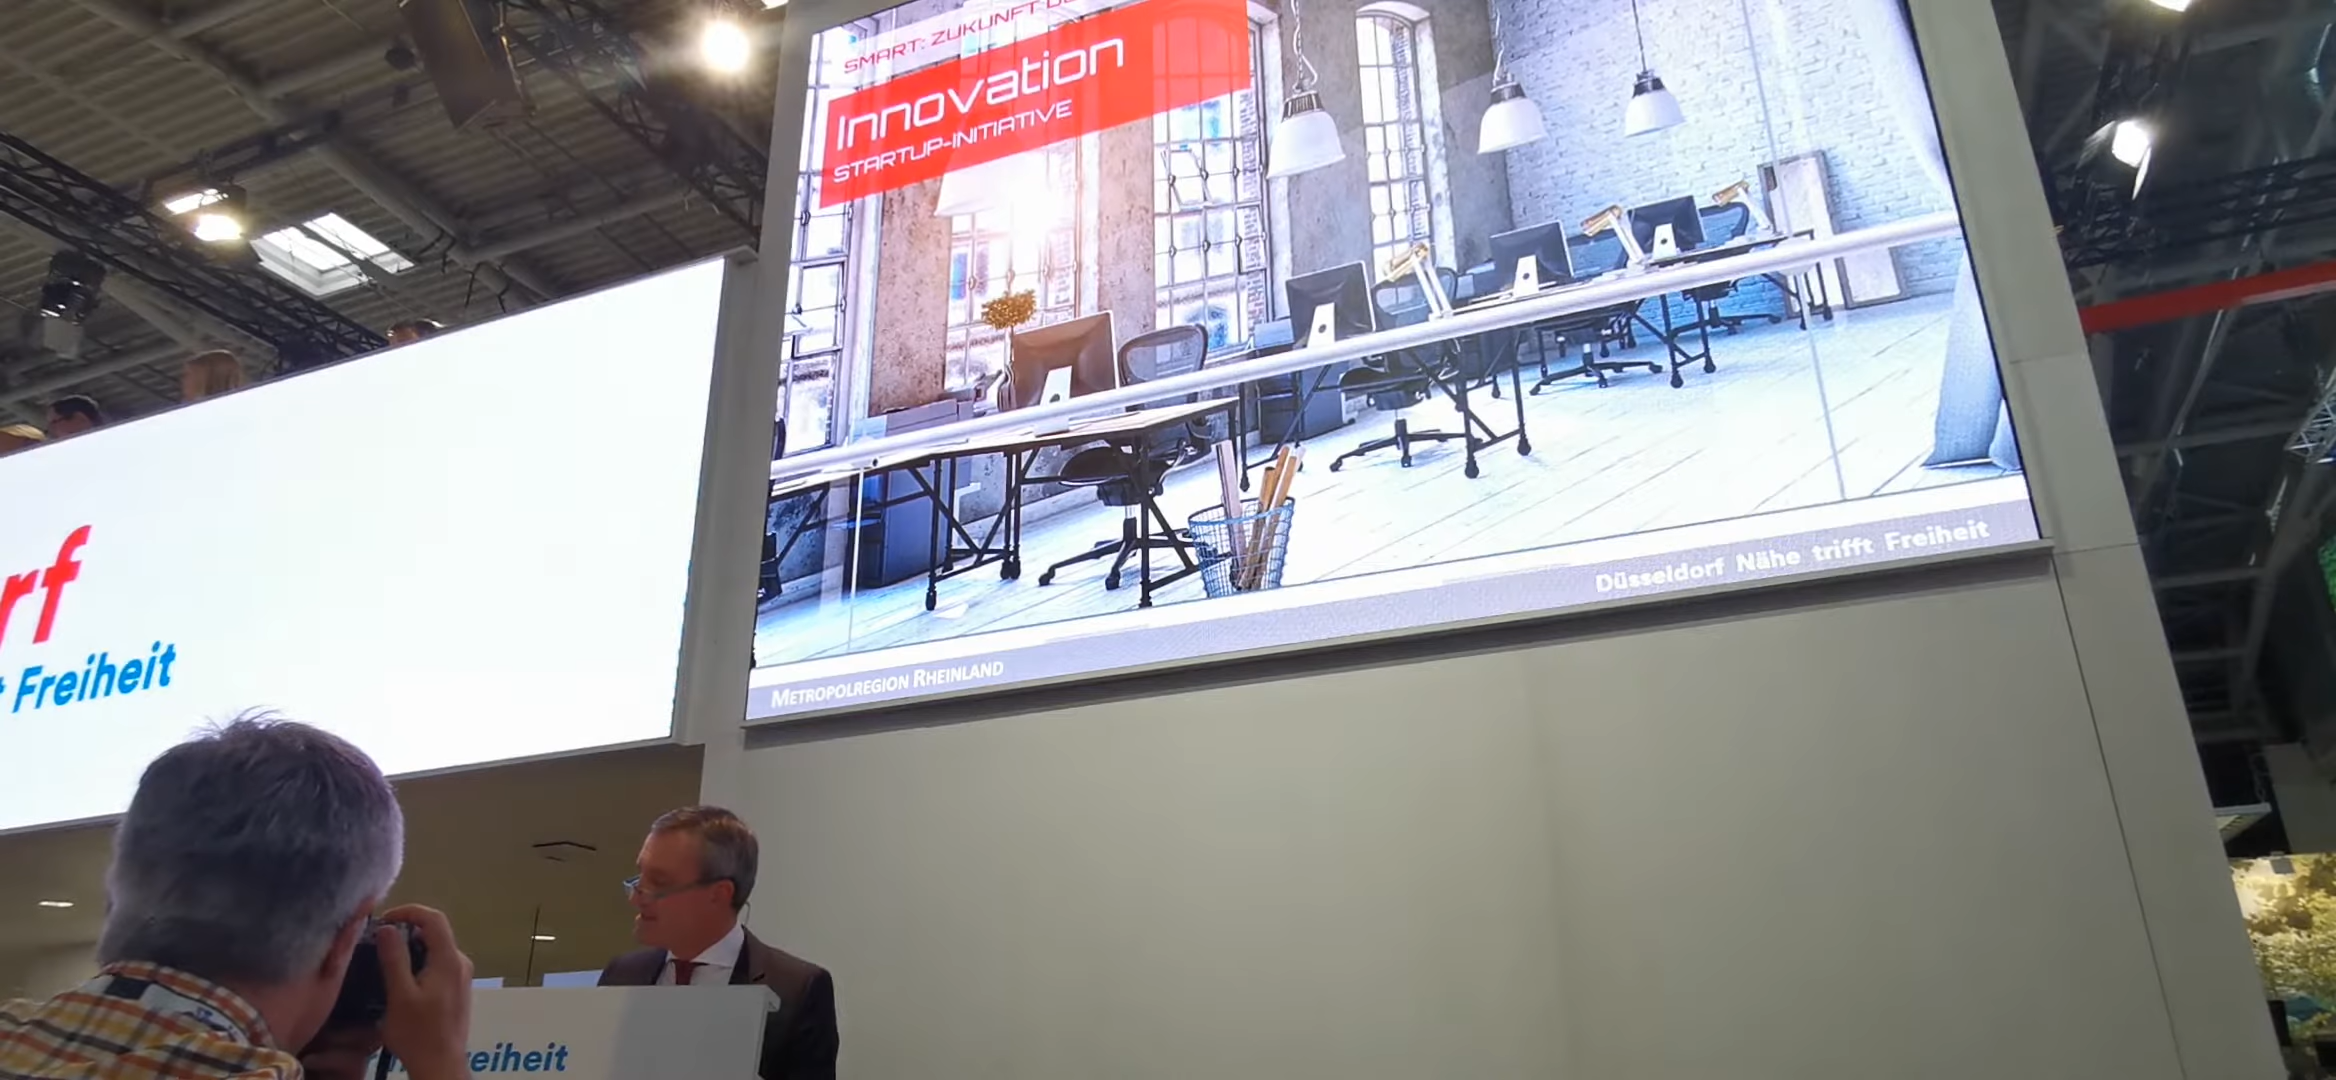 SMART: ZUKUNFT
Innovation
STARTUP-INITIATIVE
Düsseldorf Nähe trifft Freiheit
METROPOLREGION RHEINLAND
rf
Freiheit
eiheit